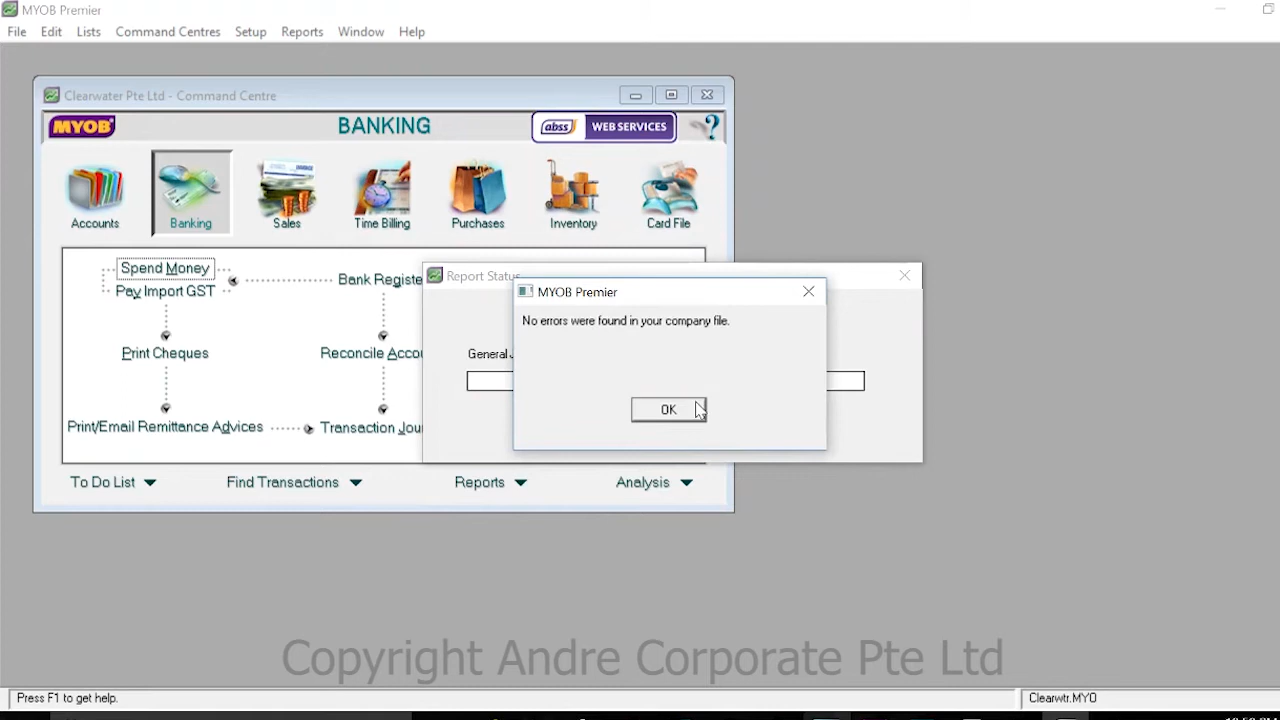 MYOB Premier
File Edit Lists Command Centres Setup Reports Window Help
Clearwater Pte Ltd - Command Centre
MYOB BANKING abss WEB SERVICES ?
Accounts Banking Sales Time Billing Purchases Inventory Card File
Spend Money
Pay Import GST
Print Cheques
Print/Email Remittance Advices
Bank Registe
Reconcile Accou
Transaction Jou
Report Status
General J
MYOB Premier
No errors were found in your company file.
OK
To Do List Find Transactions Reports Analysis
Copyright Andre Corporate Pte Ltd
Press F1 to get help. Clearwtr.MYO